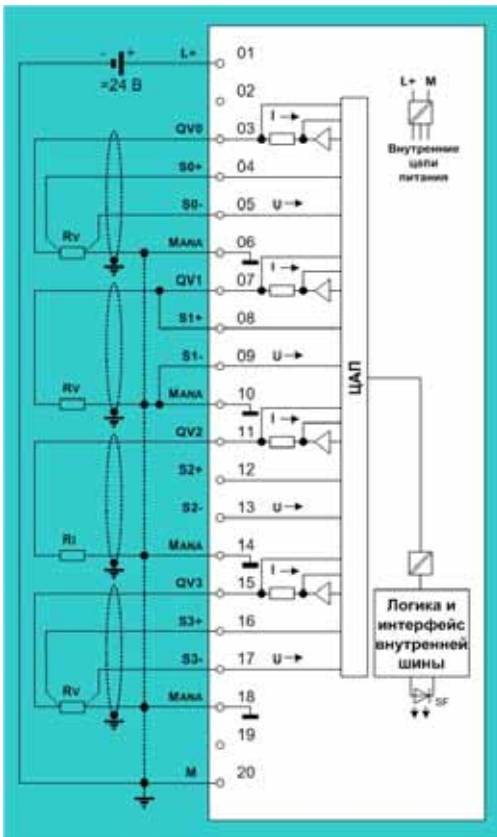 - +
=24 В
L+ 01
02
QV0 03 I
S0+ 04
S0- 05 U
MANA 06
I
QV1 07
S1+ 08
S1- 09 U
MANA 10
I
QV2 11
S2+ 12
S2- 13 U
MANA 14
I
QV3 15
S3+ 16
S3- 17 U
MANA 18
19
M 20
Rv
Rv
Ri
Rv
ЦАП
L+ M
Внутренние
цепи
питания
Логика и
интерфейс
внутренней
шины
SF